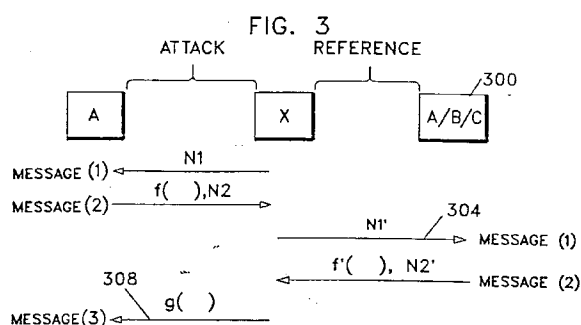 FIG. 3
ATTACK REFERENCE
300
A X A/B/C
MESSAGE (1) N1
MESSAGE (2) f( ),N2
304
N1' MESSAGE (1)
f'( ), N2' MESSAGE (2)
308
MESSAGE(3) g( )